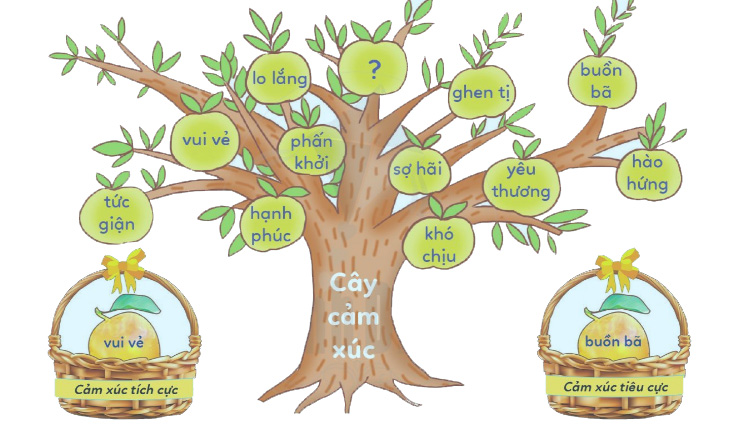 lo lắng
?
ghen tị
buồn
bã
vui vẻ
phấn
khởi
sợ hãi
yêu
thương
hào
hứng
tức
giận
hạnh
phúc
khó
chịu
Cây
cảm
xúc
vui vẻ
Cảm xúc tích cực
buồn bã
Cảm xúc tiêu cực